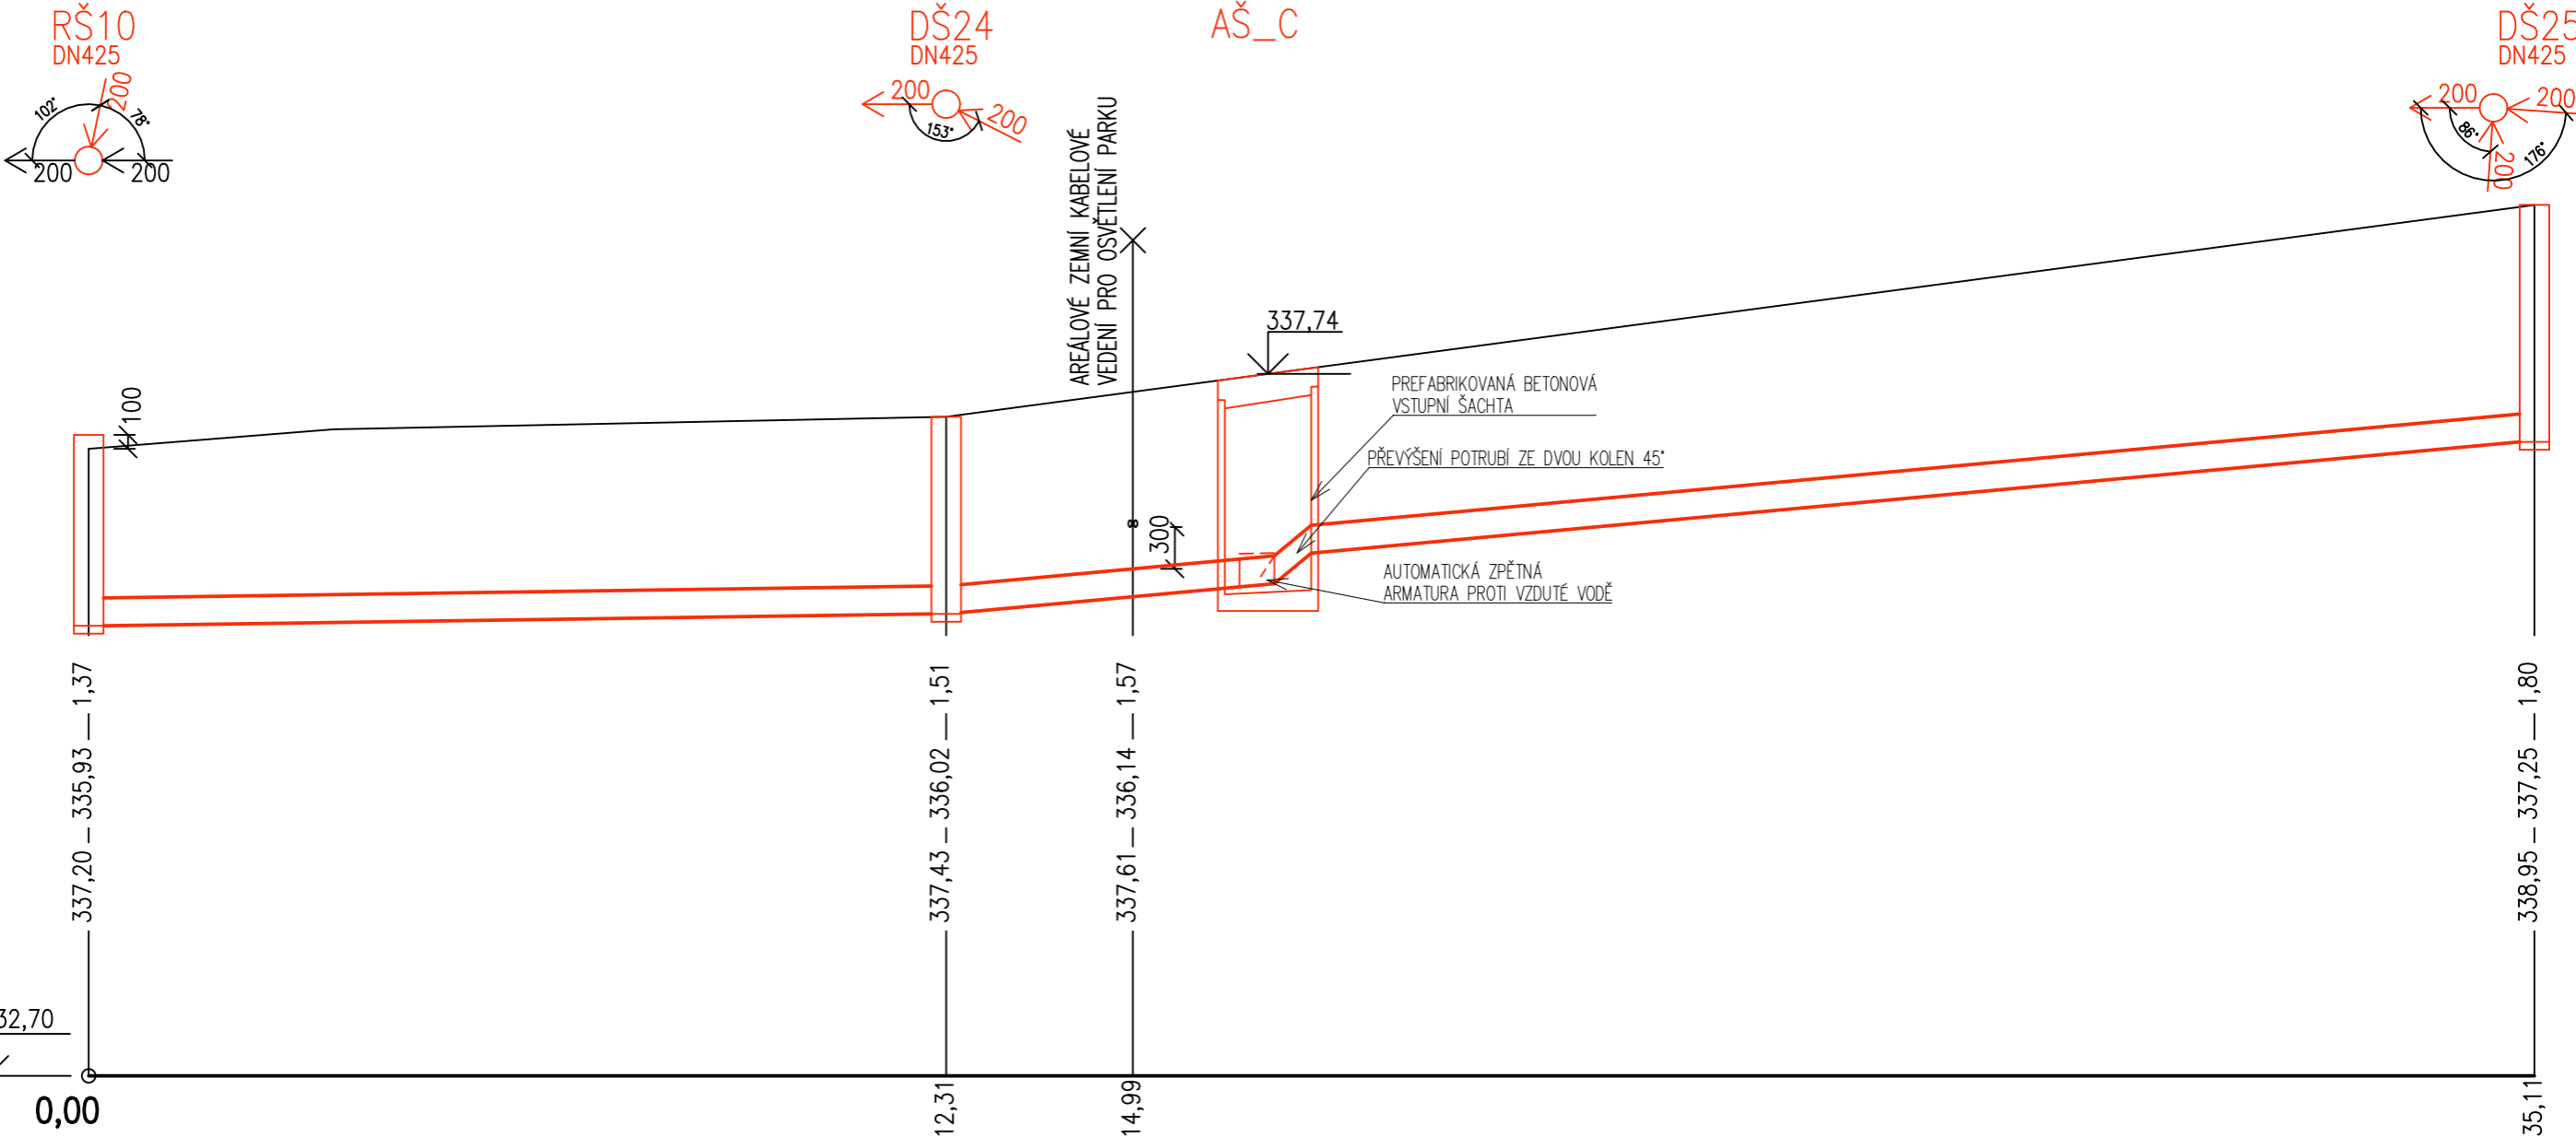 RŠ10
DN425
102°
200
78°
200
200
DŠ24
DN425
200
200
153°
AŠ_C
DŠ25
DN425
200
200
86°
200
176°
AREÁLOVÉ ZEMNÍ KABELOVÉ
VEDENÍ PRO OSVĚTLENÍ PARKU
337,74
100
PREFABRIKOVANÁ BETONOVÁ
VSTUPNÍ ŠACHTA
PŘEVÝŠENÍ POTRUBÍ ZE DVOU KOLEN 45°
300
AUTOMATICKÁ ZPĚTNÁ
ARMATURA PROTI VZDUTÉ VODĚ
337,20 — 335,93 — 1,37
337,43 — 336,02 — 1,51
337,61 — 336,14 — 1,57
338,95 — 337,25 — 1,80
32,70
0,00
12,31
14,99
35,11